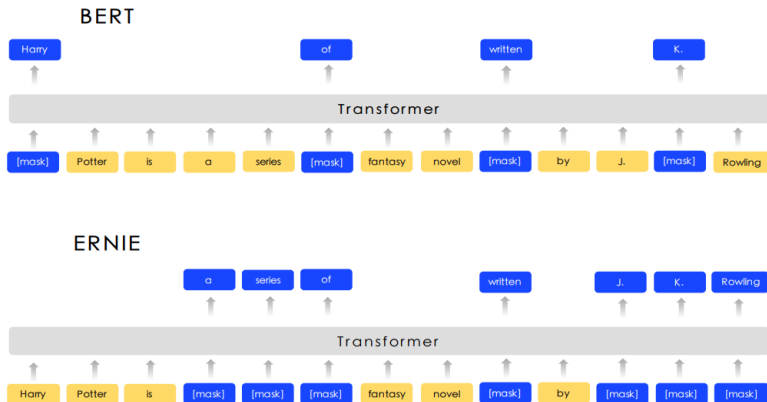 BERT
Harry of written K.
Transformer
[mask] Potter is a series [mask] fantasy novel [mask] by J. [mask] Rowling
ERNIE
a series of written J. K. Rowling
Transformer
Harry Potter is [mask] [mask] [mask] fantasy novel [mask] by [mask] [mask] [mask]